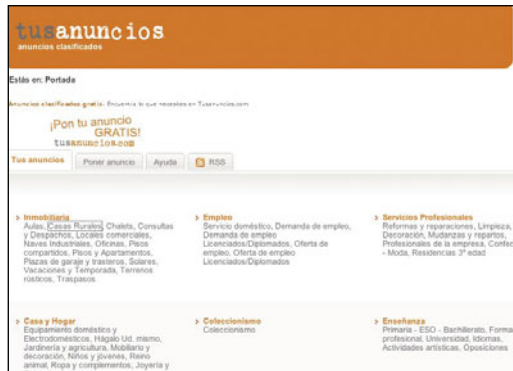 tusanuncios
anuncios clasificados
Estás en: Portada
Anuncios clasificados gratis. Encuentra lo que necesitas en Tusanuncios.com
¡Pon tu anuncio
GRATIS!
tusanuncios.com
Tus anuncios Poner anuncio Ayuda RSS
Inmobiliaria
Aulas, Casas Rurales, Chalets, Consultas
y Despachos, Locales comerciales,
Naves Industriales, Oficinas, Pisos
compartidos, Pisos y Apartamentos,
Plazas de garaje y trasteros, Solares,
Vacaciones y Temporada, Terrenos
rústicos, Traspasos
Empleo
Servicio doméstico, Demanda de empleo,
Demanda de empleo
Licenciados/Diplomados, Oferta de
empleo, Oferta de empleo
Licenciados/Diplomados
Servicios Profesionales
Reformas y reparaciones, Limpieza,
Decoración, Mudanzas y repartos,
Profesionales de la empresa, Confec
- Moda, Residencias 3ª edad
Casa y Hogar
Equipamiento doméstico y
Electrodomésticos, Hágalo Ud. mismo,
Jardinería y agricultura, Mobiliario y
decoración, Niños y jóvenes, Reino
animal, Ropa y complementos, Joyería y
Coleccionismo
Coleccionismo
Enseñanza
Primaria - ESO - Bachillerato, Forma
profesional, Universidad, Idiomas,
Actividades artísticas, Oposiciones